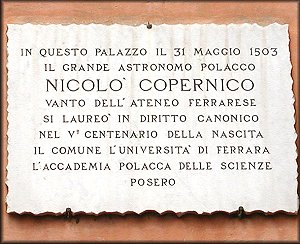 IN QUESTO PALAZZO IL 31 MAGGIO 1503
IL GRANDE ASTRONOMO POLACCO
NICOLO' COPERNICO
VANTO DELL'ATENEO FERRARESE
SI LAUREO' IN DIRITTO CANONICO
NEL V° CENTENARIO DELLA NASCITA
IL COMUNE L'UNIVERSITA' DI FERRARA
L'ACCADEMIA POLACCA DELLE SCIENZE
POSERO